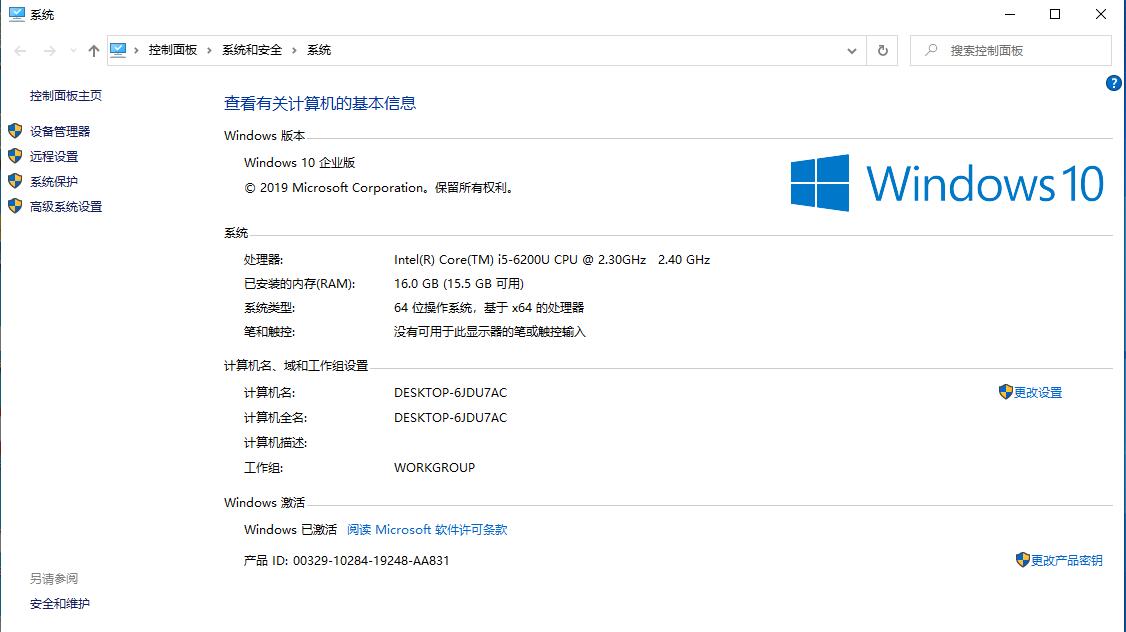 系统
控制面板 › 系统和安全 › 系统
搜索控制面板
?
控制面板主页
设备管理器
远程设置
系统保护
高级系统设置
查看有关计算机的基本信息
Windows 版本
Windows 10 企业版
© 2019 Microsoft Corporation。保留所有权利。
Windows 10
系统
处理器: Intel(R) Core(TM) i5-6200U CPU @ 2.30GHz 2.40 GHz
已安装的内存(RAM): 16.0 GB (15.5 GB 可用)
系统类型: 64 位操作系统，基于 x64 的处理器
笔和触控: 没有可用于此显示器的笔或触控输入
计算机名、域和工作组设置
计算机名: DESKTOP-6JDU7AC 更改设置
计算机全名: DESKTOP-6JDU7AC
计算机描述:
工作组: WORKGROUP
Windows 激活
Windows 已激活 阅读 Microsoft 软件许可条款
产品 ID: 00329-10284-19248-AA831 更改产品密钥
另请参阅
安全和维护